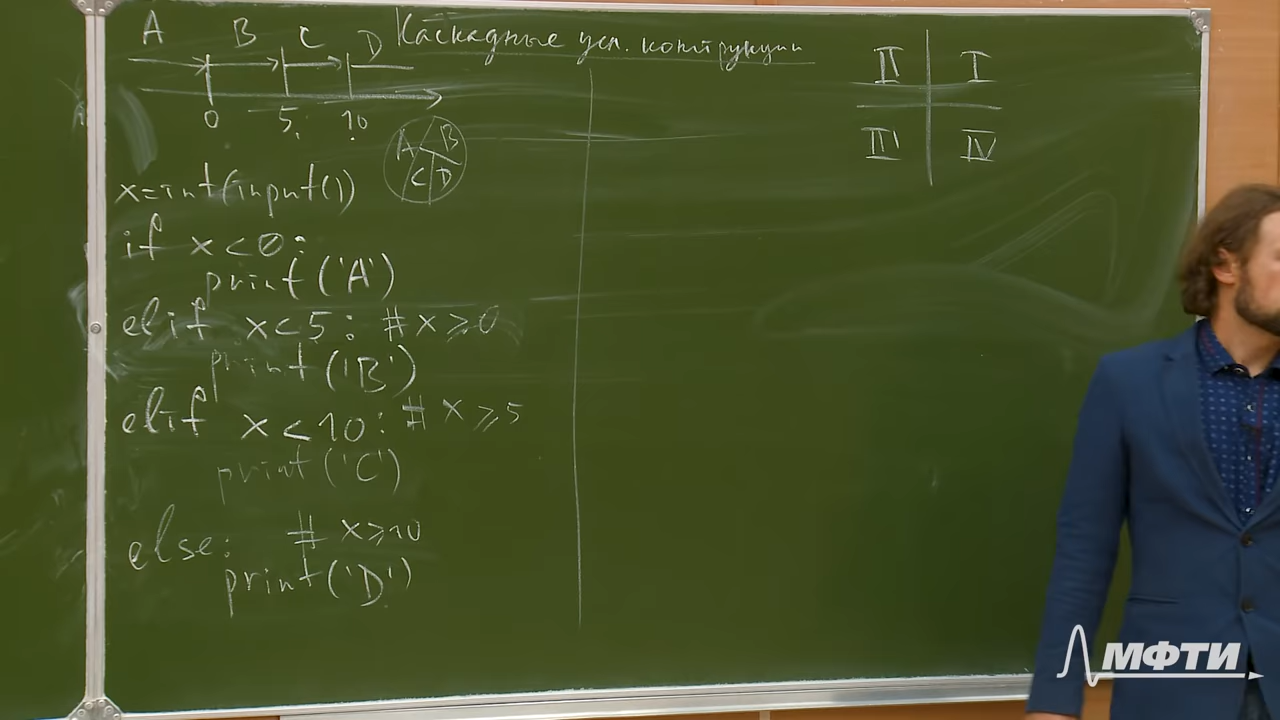 Каскадные усл. конструкции
A B C D
0 5 10
A B
C D
x=int(input())
if x<0:
print('A')
elif x<5: #x⩾0
print('B')
elif x<10: # x⩾5
print('C')
else: # x⩾10
print('D')
II I
III IV
МФТИ